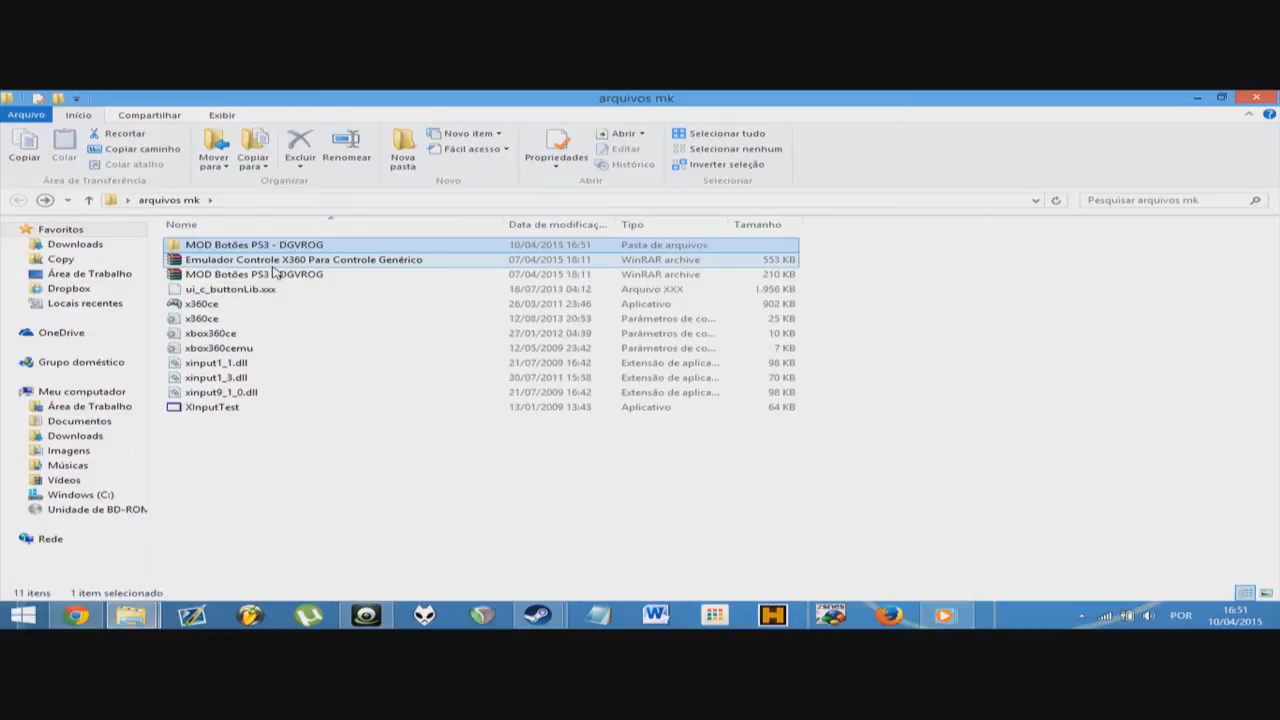 arquivos mk
Arquivo Início Compartilhar Exibir
Copiar Colar Recortar Copiar caminho Colar atalho Mover para Copiar para Excluir Renomear Nova pasta Novo item Fácil acesso Propriedades Abrir Editar Histórico Selecionar tudo Selecionar nenhum Inverter seleção
Área de Transferência Organizar Novo Abrir Selecionar
arquivos mk Pesquisar arquivos mk
Nome Data de modificaç... Tipo Tamanho
MOD Botões PS3 - DGVROG 10/04/2015 16:51 Pasta de arquivos
Emulador Controle X360 Para Controle Genérico 07/04/2015 18:11 WinRAR archive 553 KB
MOD Botões PS3 - DGVROG 07/04/2015 18:11 WinRAR archive 210 KB
ui_c_buttonLib.xxx 18/07/2013 04:12 Arquivo XXX 1.956 KB
x360ce 26/03/2011 23:46 Aplicativo 902 KB
x360ce 12/08/2013 20:53 Parâmetros de co... 25 KB
xbox360ce 27/01/2012 04:39 Parâmetros de co... 10 KB
xbox360cemu 12/05/2009 23:42 Parâmetros de co... 7 KB
xinput1_1.dll 21/07/2009 16:42 Extensão de aplica... 98 KB
xinput1_3.dll 30/07/2011 15:58 Extensão de aplica... 70 KB
xinput9_1_0.dll 21/07/2009 16:42 Extensão de aplica... 98 KB
XInputTest 13/01/2009 13:43 Aplicativo 64 KB
Favoritos
Downloads
Copy
Área de Trabalho
Dropbox
Locais recentes
OneDrive
Grupo doméstico
Meu computador
Área de Trabalho
Documentos
Downloads
Imagens
Músicas
Vídeos
Windows (C:)
Unidade de BD-ROM
Rede
11 itens 1 item selecionado
POR
16:51
10/04/2015